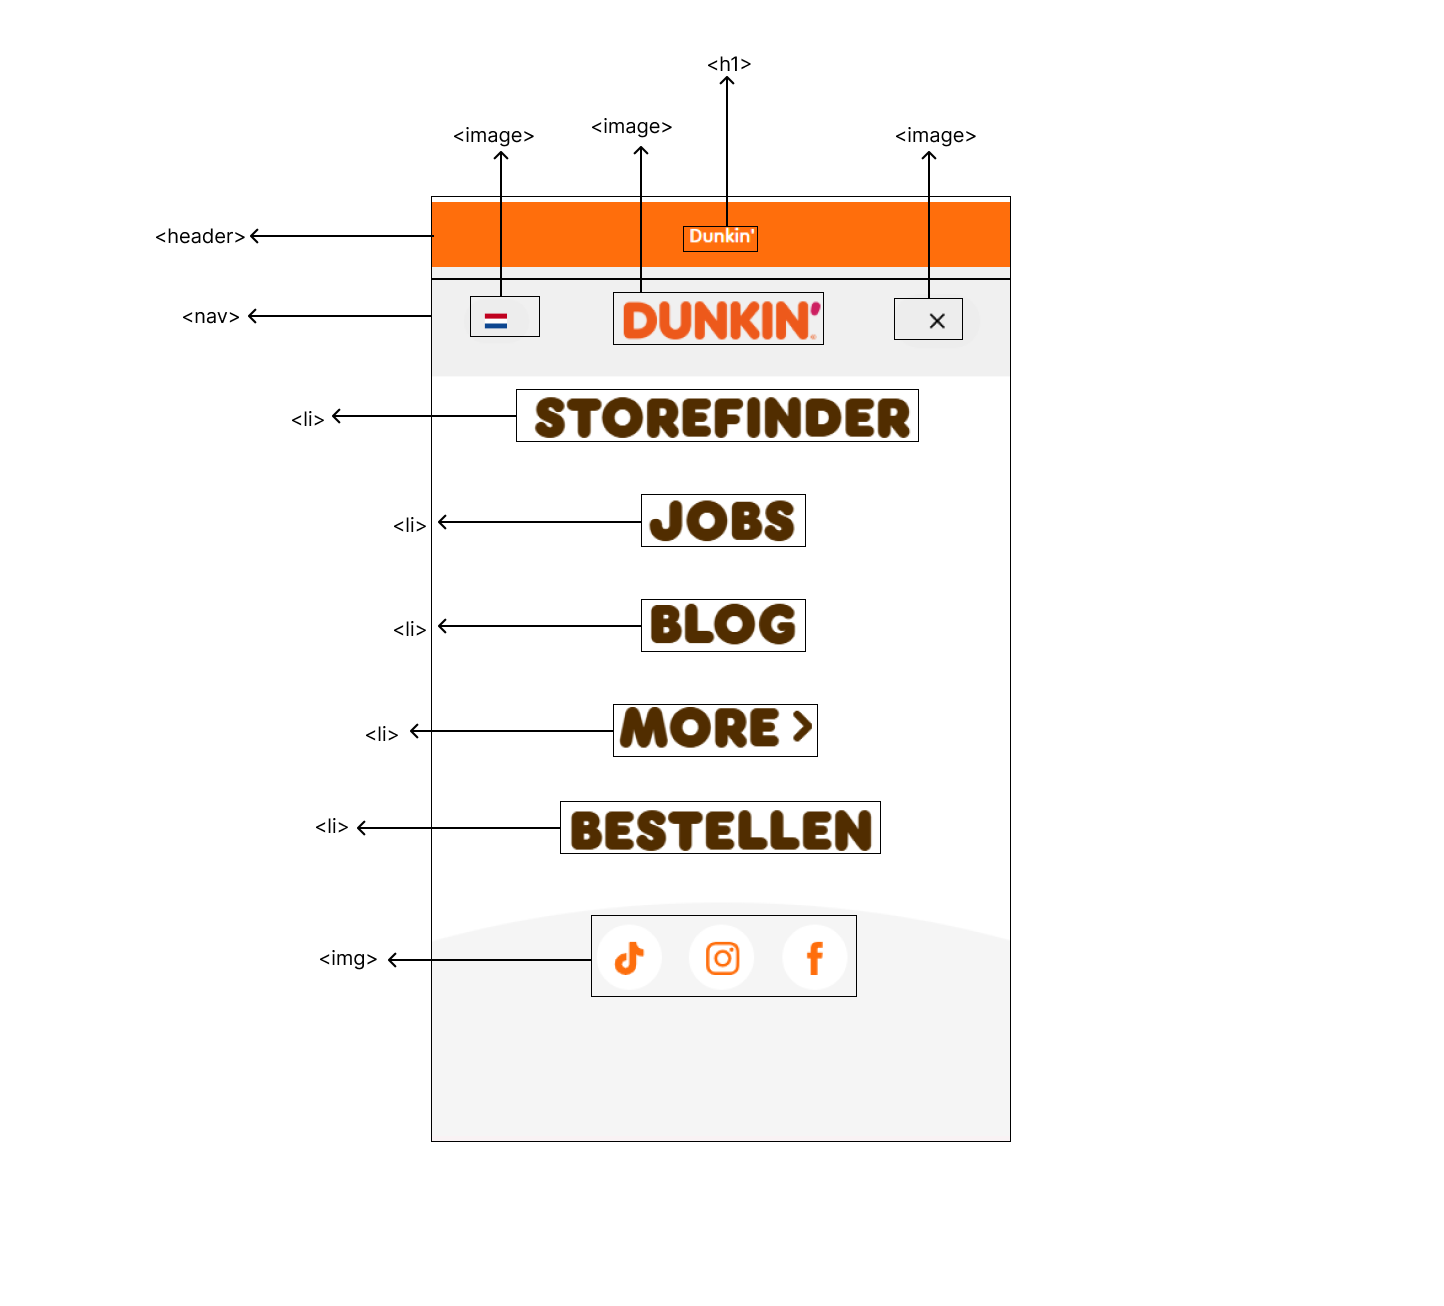 <h1>
<image>
<image>
<image>
<header>
Dunkin'
<nav>
DUNKIN'
<li>
STOREFINDER
<li>
JOBS
<li>
BLOG
<li>
MORE >
<li>
BESTELLEN
<img>